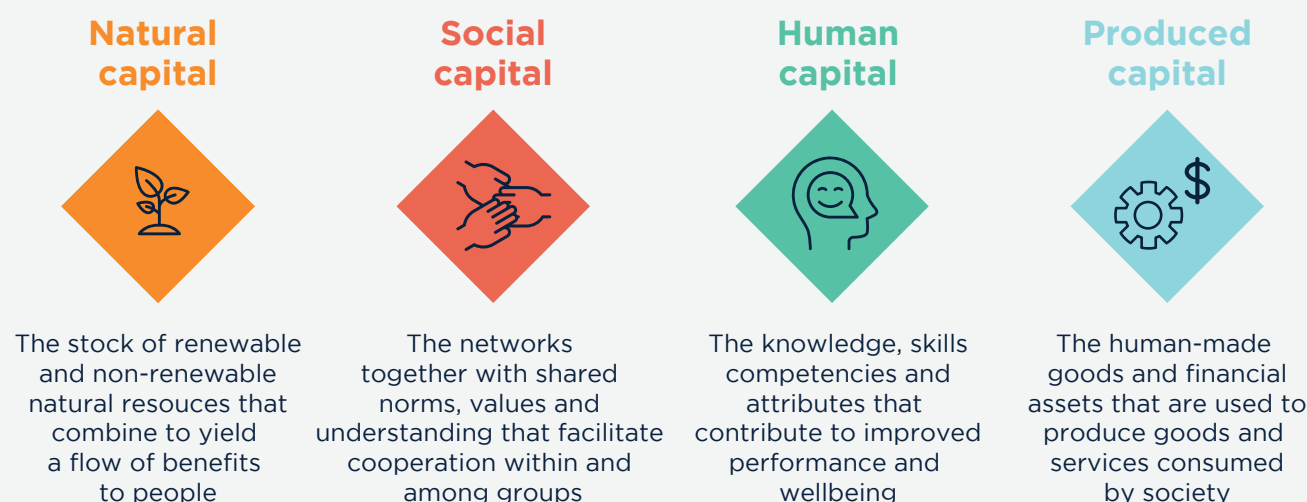 Natural
capital
The stock of renewable
and non-renewable
natural resouces that
combine to yield
a flow of benefits
to people
Social
capital
The networks
together with shared
norms, values and
understanding that facilitate
cooperation within and
among groups
Human
capital
The knowledge, skills
competencies and
attributes that
contribute to improved
performance and
wellbeing
Produced
capital
$
The human-made
goods and financial
assets that are used to
produce goods and
services consumed
by society